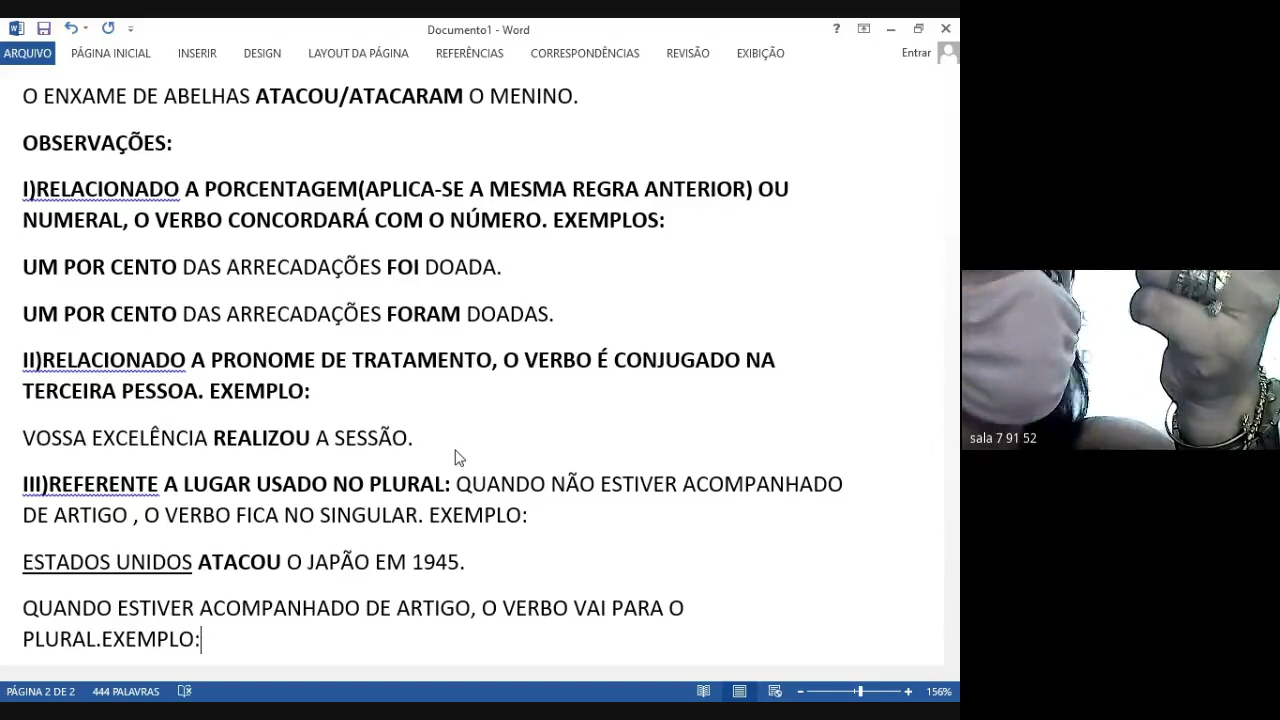 Documento1 - Word
?
ARQUIVO PÁGINA INICIAL INSERIR DESIGN LAYOUT DA PÁGINA REFERÊNCIAS CORRESPONDÊNCIAS REVISÃO EXIBIÇÃO Entrar
O ENXAME DE ABELHAS ATACOU/ATACARAM O MENINO.
OBSERVAÇÕES:
I)RELACIONADO A PORCENTAGEM(APLICA-SE A MESMA REGRA ANTERIOR) OU
NUMERAL, O VERBO CONCORDARÁ COM O NÚMERO. EXEMPLOS:
UM POR CENTO DAS ARRECADAÇÕES FOI DOADA.
UM POR CENTO DAS ARRECADAÇÕES FORAM DOADAS.
II)RELACIONADO A PRONOME DE TRATAMENTO, O VERBO É CONJUGADO NA
TERCEIRA PESSOA. EXEMPLO:
VOSSA EXCELÊNCIA REALIZOU A SESSÃO.
III)REFERENTE A LUGAR USADO NO PLURAL: QUANDO NÃO ESTIVER ACOMPANHADO
DE ARTIGO , O VERBO FICA NO SINGULAR. EXEMPLO:
ESTADOS UNIDOS ATACOU O JAPÃO EM 1945.
QUANDO ESTIVER ACOMPANHADO DE ARTIGO, O VERBO VAI PARA O
PLURAL.EXEMPLO:
sala 7 91 52
PÁGINA 2 DE 2 444 PALAVRAS 156%